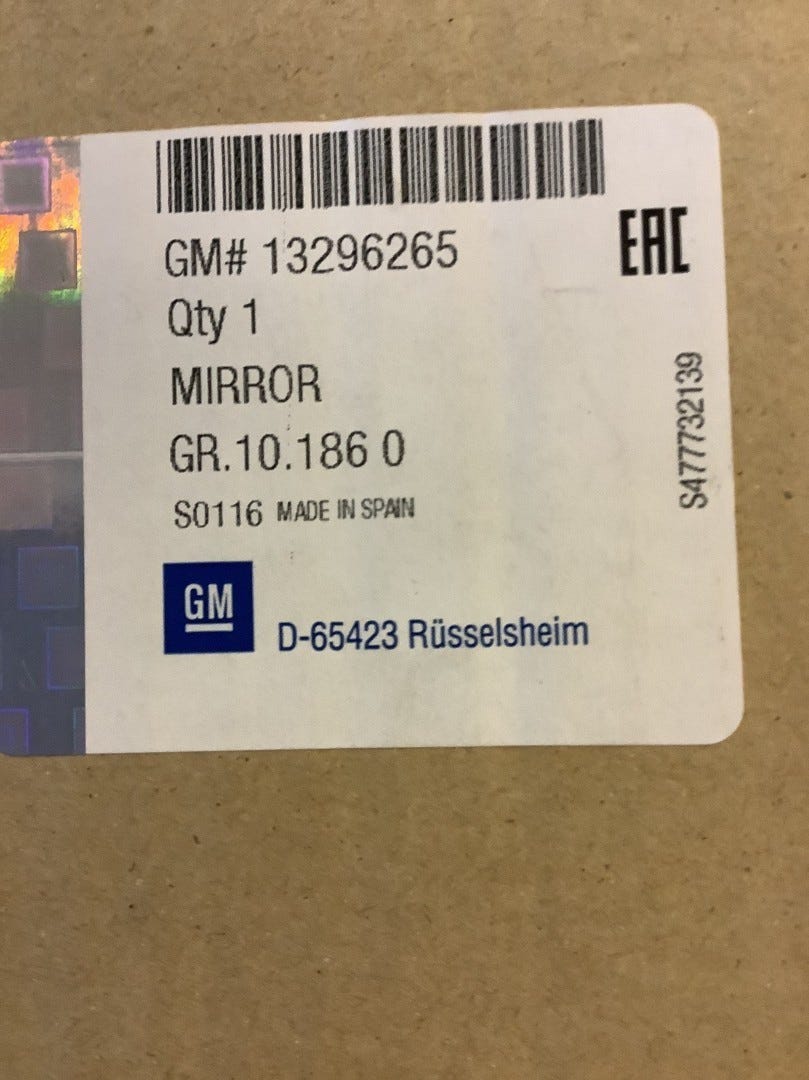 GM# 13296265
EAC
Qty 1
MIRROR
GR.10.186 0
S0116 MADE IN SPAIN
S477732139
GM
D-65423 Rüsselsheim